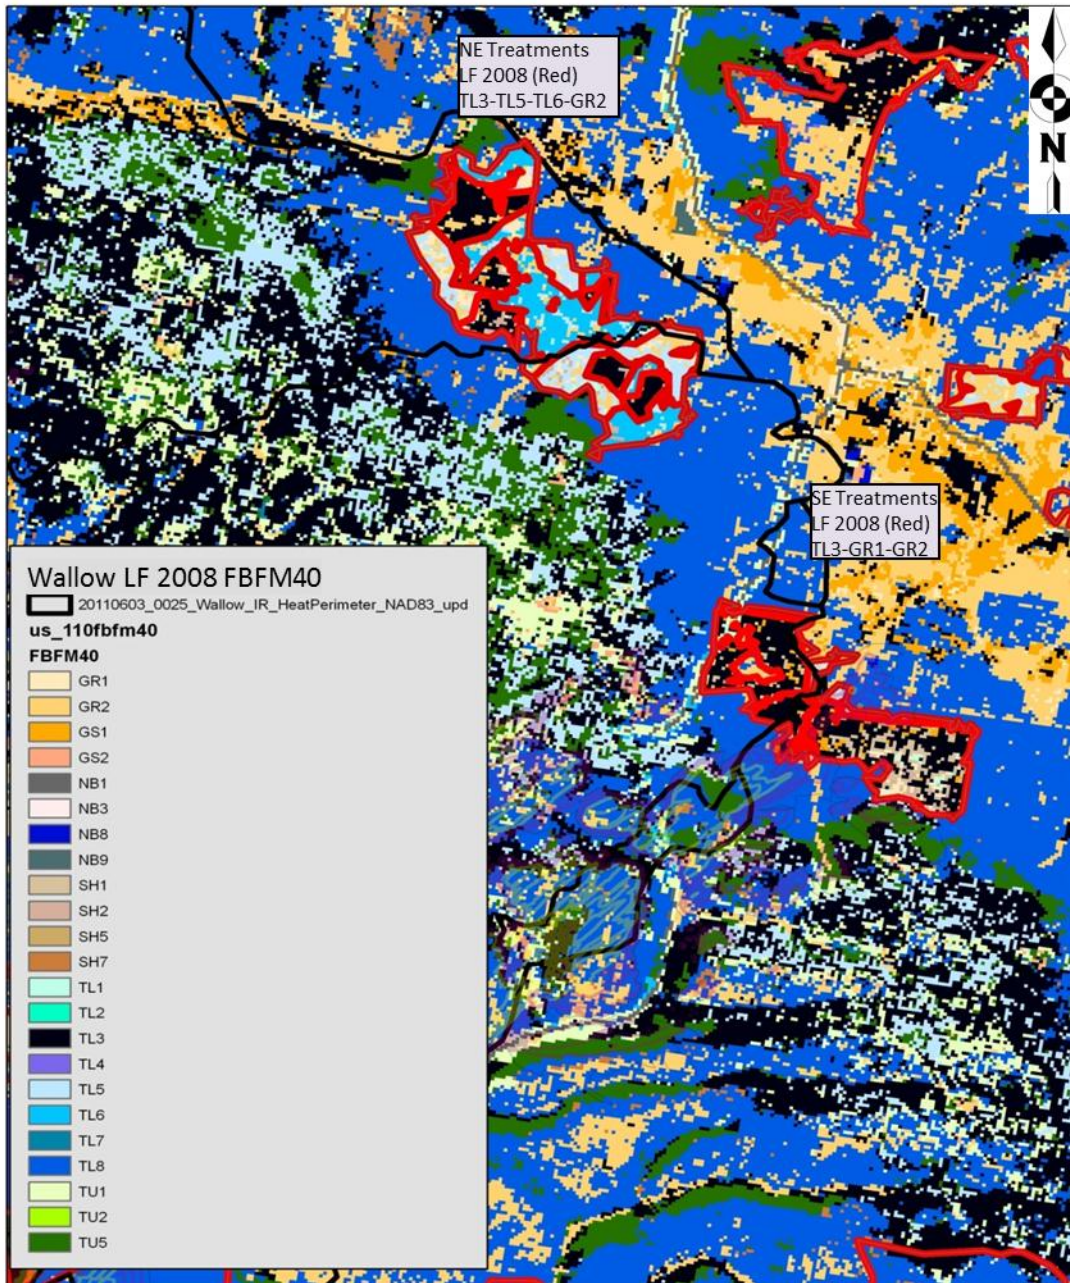 NE Treatments
LF 2008 (Red)
TL3-TL5-TL6-GR2
N
SE Treatments
LF 2008 (Red)
TL3-GR1-GR2
Wallow LF 2008 FBFM40
20110603_0025_Wallow_IR_HeatPerimeter_NAD83_upd
us_110fbfm40
FBFM40
GR1
GR2
GS1
GS2
NB1
NB3
NB8
NB9
SH1
SH2
SH5
SH7
TL1
TL2
TL3
TL4
TL5
TL6
TL7
TL8
TU1
TU2
TU5